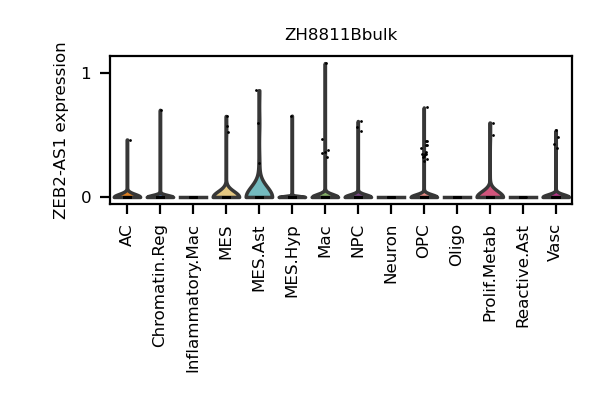 ZH8811Bbulk
ZEB2-AS1 expression
1
0
AC
Chromatin.Reg
Inflammatory.Mac
MES
MES.Ast
MES.Hyp
Mac
NPC
Neuron
OPC
Oligo
Prolif.Metab
Reactive.Ast
Vasc